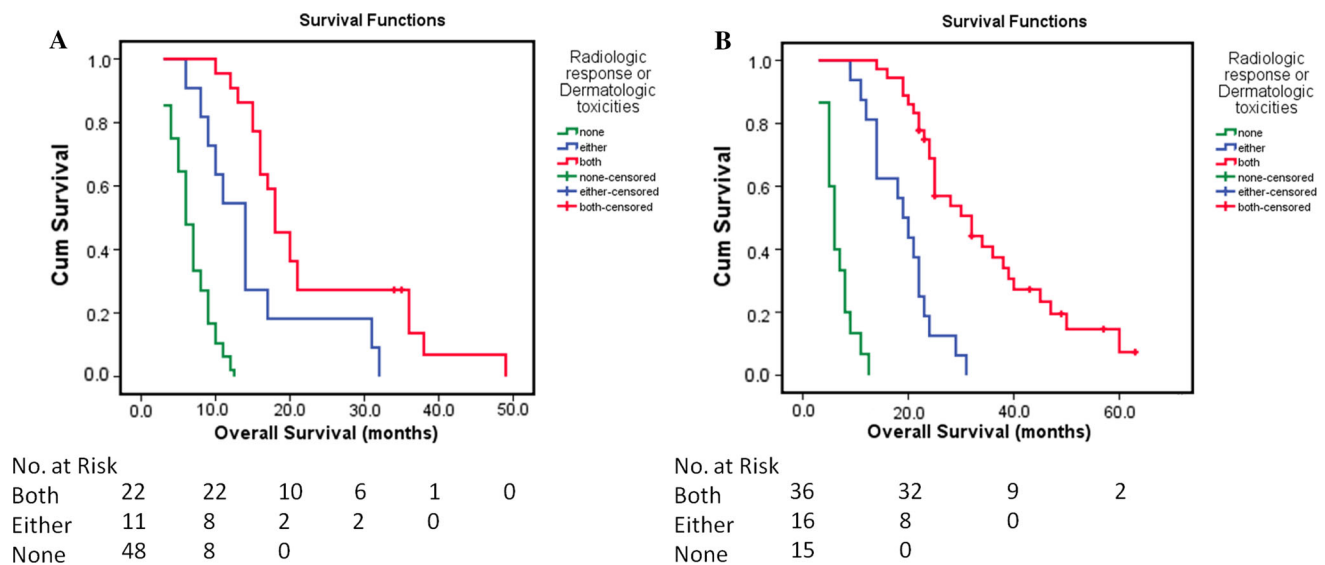 A
Survival Functions
Cum Survival
1.0
0.8
0.6
0.4
0.2
0.0
0.0 10.0 20.0 30.0 40.0 50.0
Overall Survival (months)
Radiologic
response or
Dermatologic
toxicities
none
either
both
none-censored
either-censored
both-censored
No. at Risk
Both 22 22 10 6 1 0
Either 11 8 2 2 0
None 48 8 0
B
Survival Functions
Cum Survival
1.0
0.8
0.6
0.4
0.2
0.0
0.0 20.0 40.0 60.0
Overall Survival (months)
Radiologic
response or
Dermatologic
toxicities
none
either
both
none-censored
either-censored
both-censored
No. at Risk
Both 36 32 9 2
Either 16 8 0
None 15 0